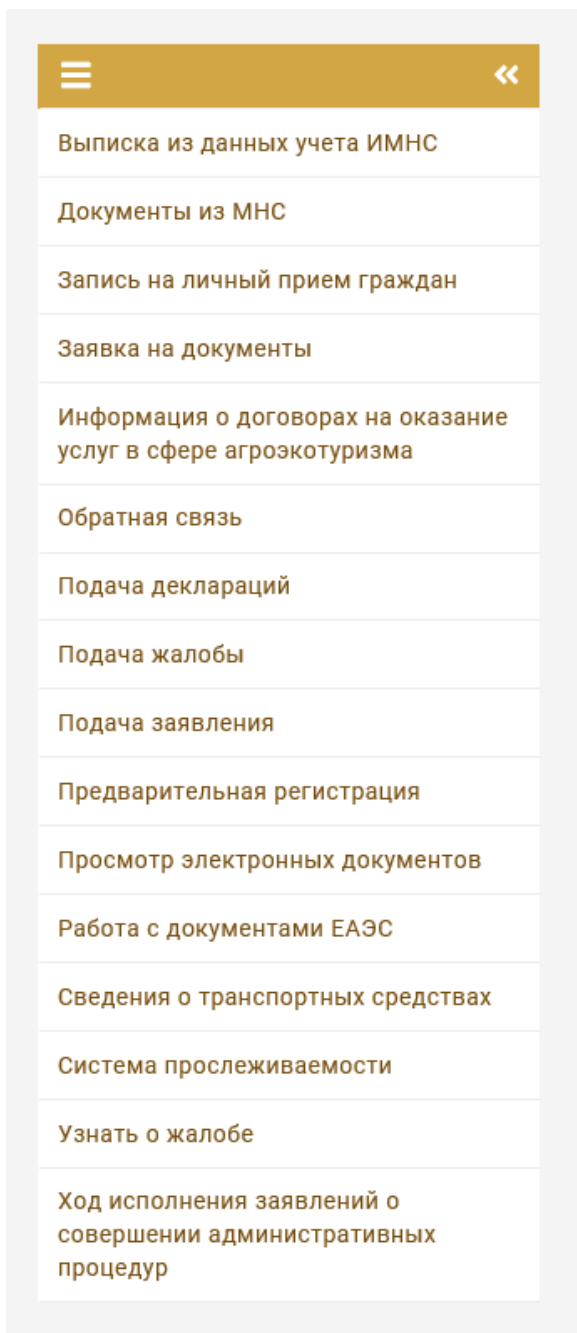 Выписка из данных учета ИМНС
Документы из МНС
Запись на личный прием граждан
Заявка на документы
Информация о договорах на оказание
услуг в сфере агроэкотуризма
Обратная связь
Подача деклараций
Подача жалобы
Подача заявления
Предварительная регистрация
Просмотр электронных документов
Работа с документами ЕАЭС
Сведения о транспортных средствах
Система прослеживаемости
Узнать о жалобе
Ход исполнения заявлений о
совершении административных
процедур